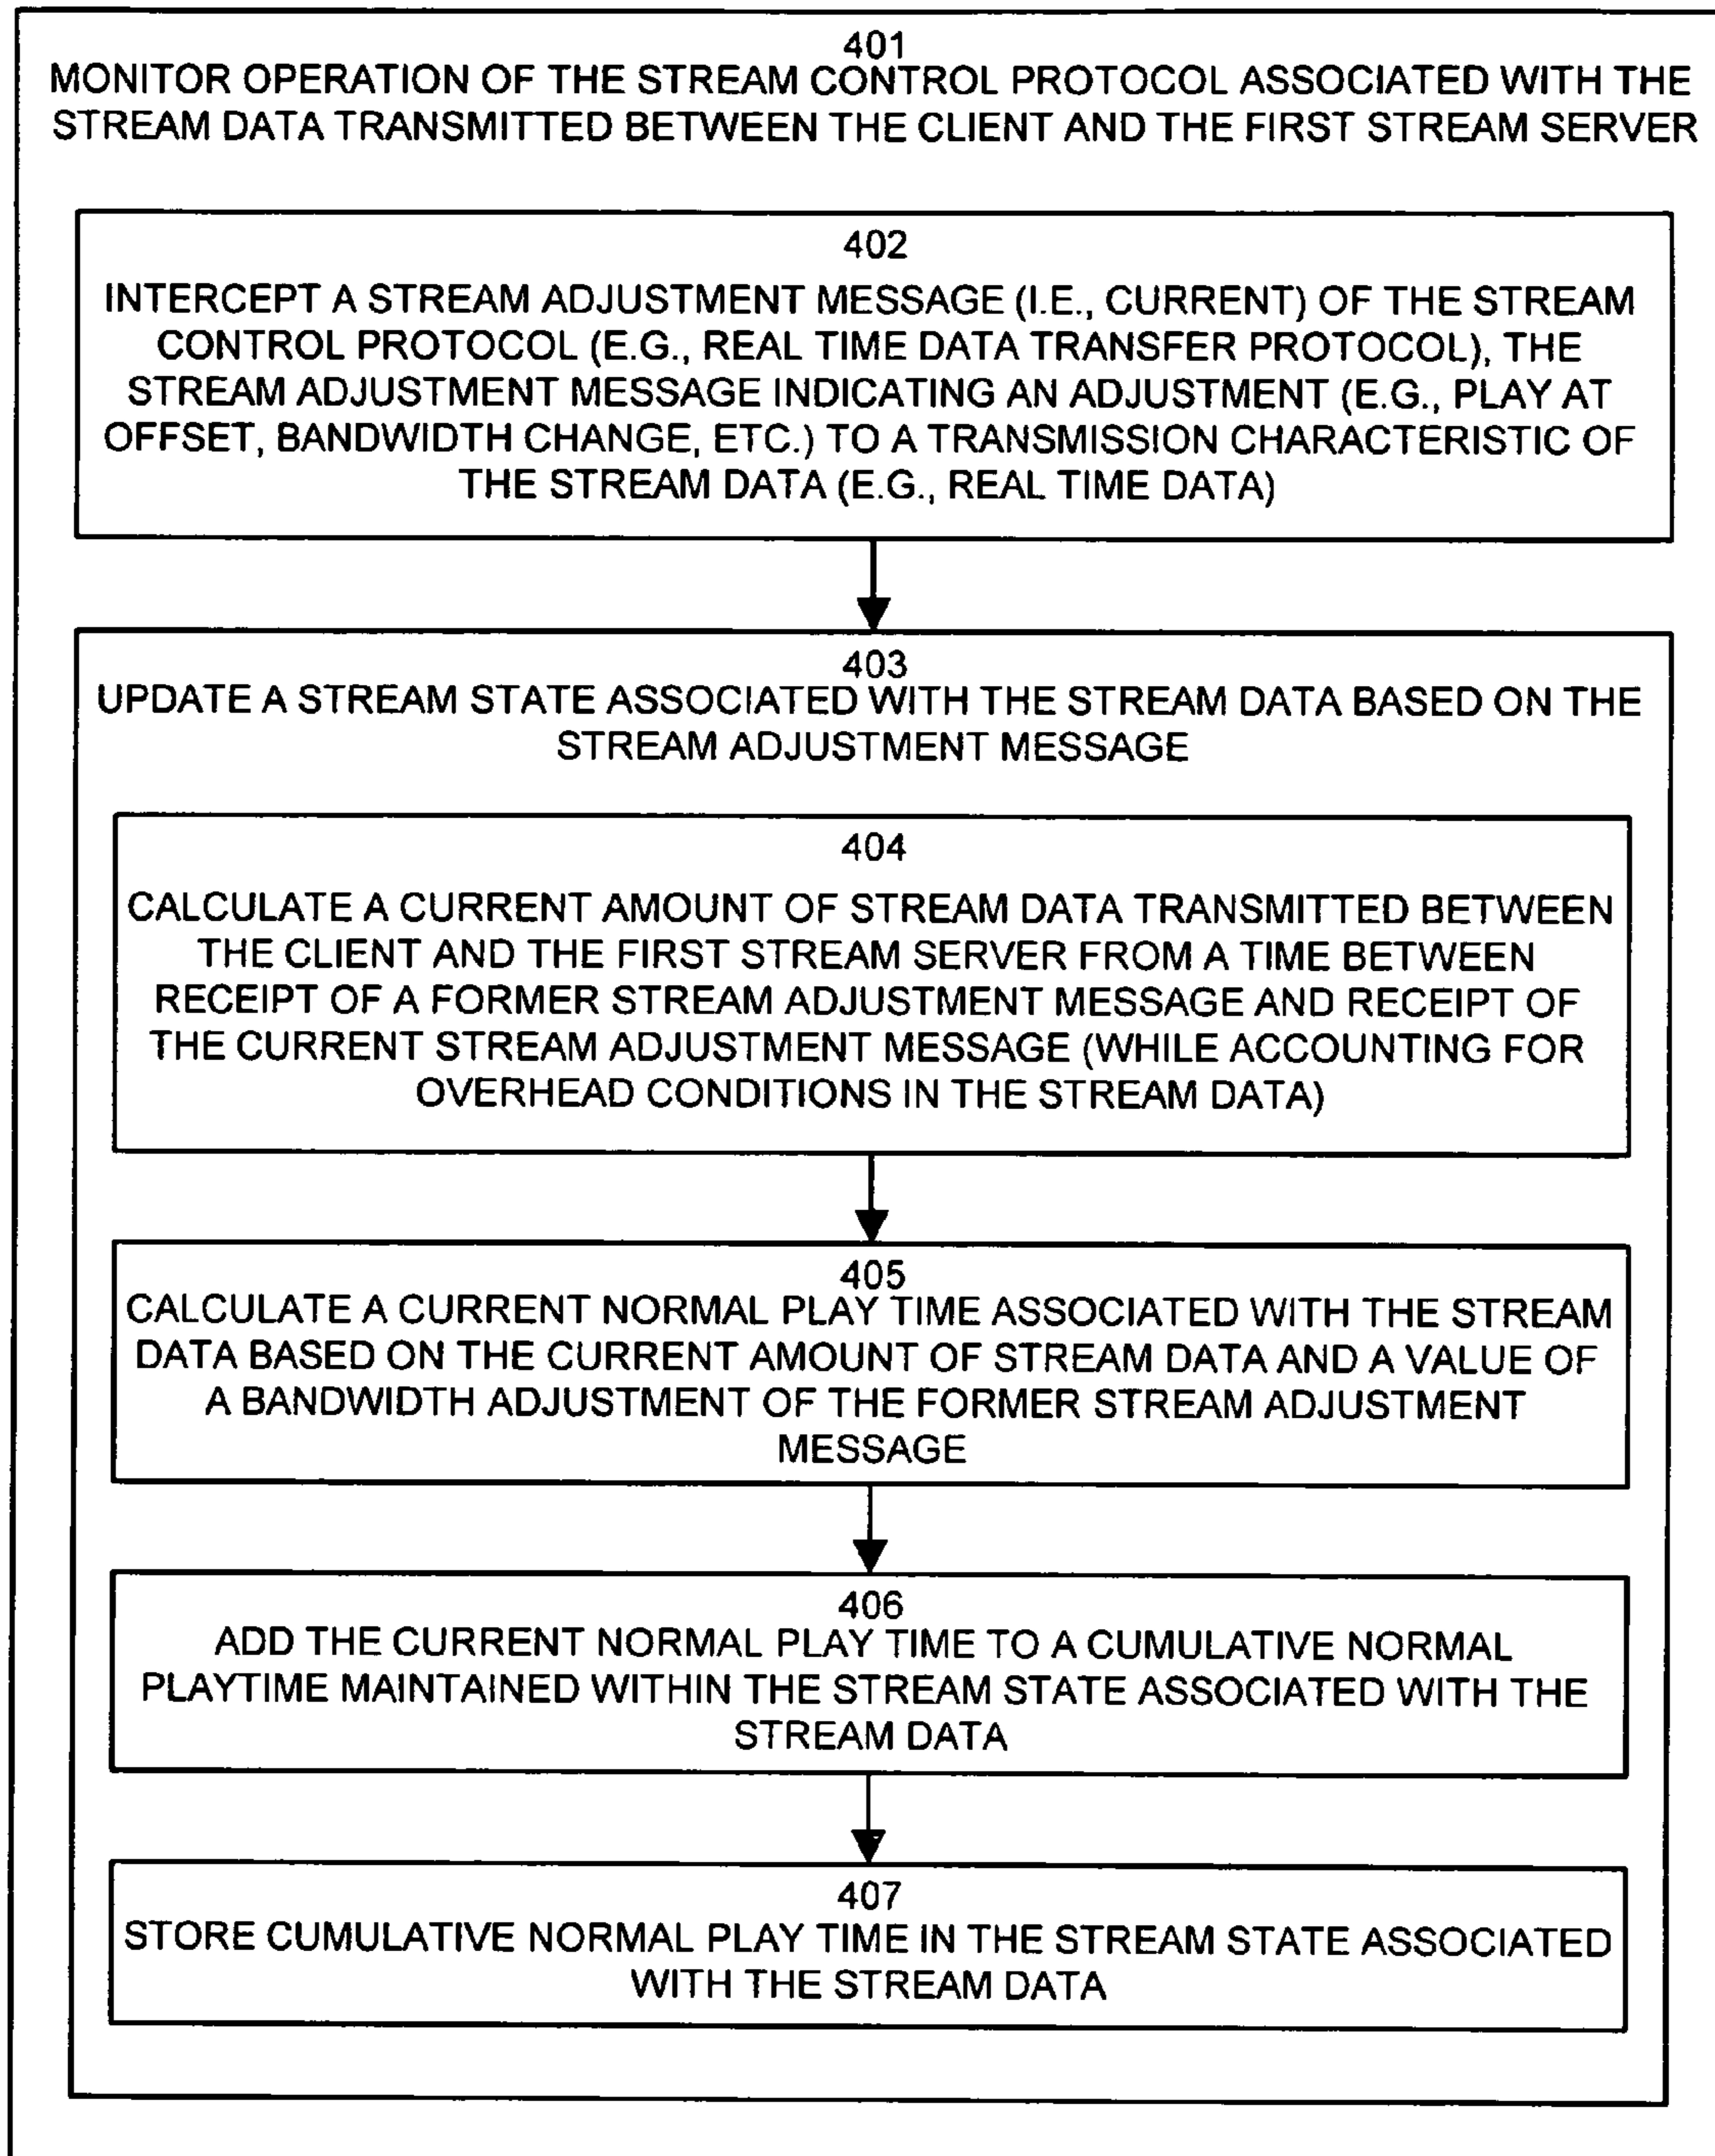 401
MONITOR OPERATION OF THE STREAM CONTROL PROTOCOL ASSOCIATED WITH THE
STREAM DATA TRANSMITTED BETWEEN THE CLIENT AND THE FIRST STREAM SERVER
402
INTERCEPT A STREAM ADJUSTMENT MESSAGE (I.E., CURRENT) OF THE STREAM
CONTROL PROTOCOL (E.G., REAL TIME DATA TRANSFER PROTOCOL), THE
STREAM ADJUSTMENT MESSAGE INDICATING AN ADJUSTMENT (E.G., PLAY AT
OFFSET, BANDWIDTH CHANGE, ETC.) TO A TRANSMISSION CHARACTERISTIC OF
THE STREAM DATA (E.G., REAL TIME DATA)
403
UPDATE A STREAM STATE ASSOCIATED WITH THE STREAM DATA BASED ON THE
STREAM ADJUSTMENT MESSAGE
404
CALCULATE A CURRENT AMOUNT OF STREAM DATA TRANSMITTED BETWEEN
THE CLIENT AND THE FIRST STREAM SERVER FROM A TIME BETWEEN
RECEIPT OF A FORMER STREAM ADJUSTMENT MESSAGE AND RECEIPT OF
THE CURRENT STREAM ADJUSTMENT MESSAGE (WHILE ACCOUNTING FOR
OVERHEAD CONDITIONS IN THE STREAM DATA)
405
CALCULATE A CURRENT NORMAL PLAY TIME ASSOCIATED WITH THE STREAM
DATA BASED ON THE CURRENT AMOUNT OF STREAM DATA AND A VALUE OF
A BANDWIDTH ADJUSTMENT OF THE FORMER STREAM ADJUSTMENT
MESSAGE
406
ADD THE CURRENT NORMAL PLAY TIME TO A CUMULATIVE NORMAL
PLAYTIME MAINTAINED WITHIN THE STREAM STATE ASSOCIATED WITH THE
STREAM DATA
407
STORE CUMULATIVE NORMAL PLAY TIME IN THE STREAM STATE ASSOCIATED
WITH THE STREAM DATA